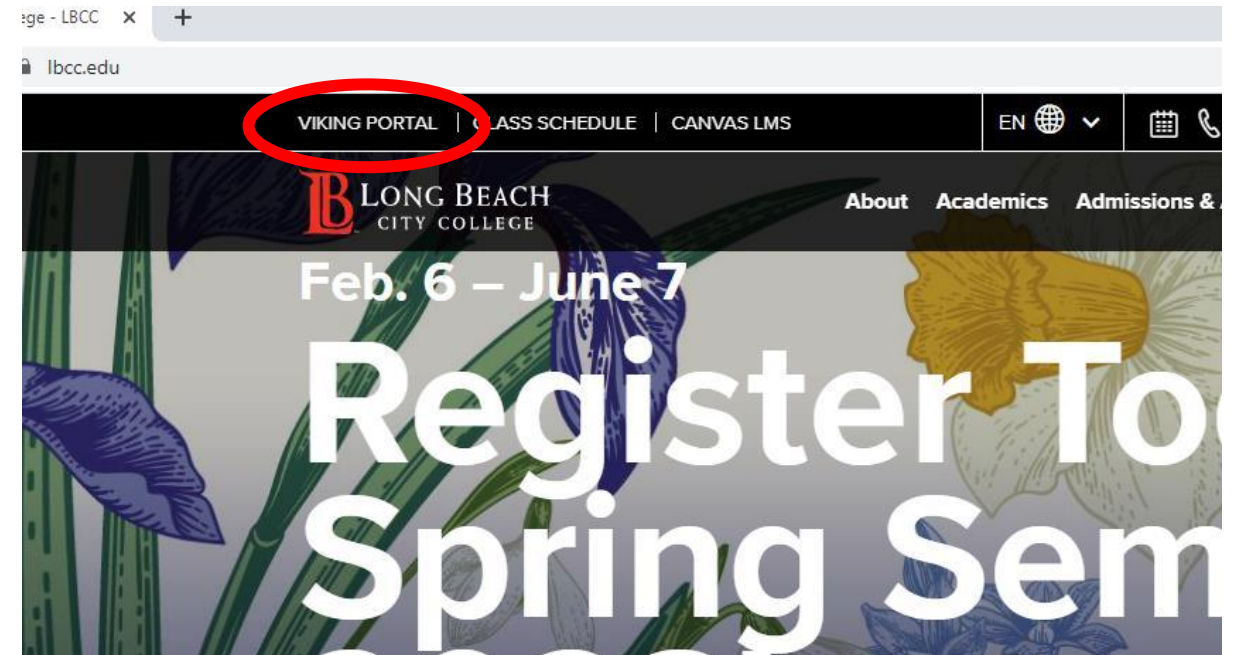 ege - LBCC
lbcc.edu
VIKING PORTAL | CLASS SCHEDULE | CANVAS LMS EN
LONG BEACH
CITY COLLEGE
About Academics Admissions &
Feb. 6 – June 7
Register To
Spring Sem